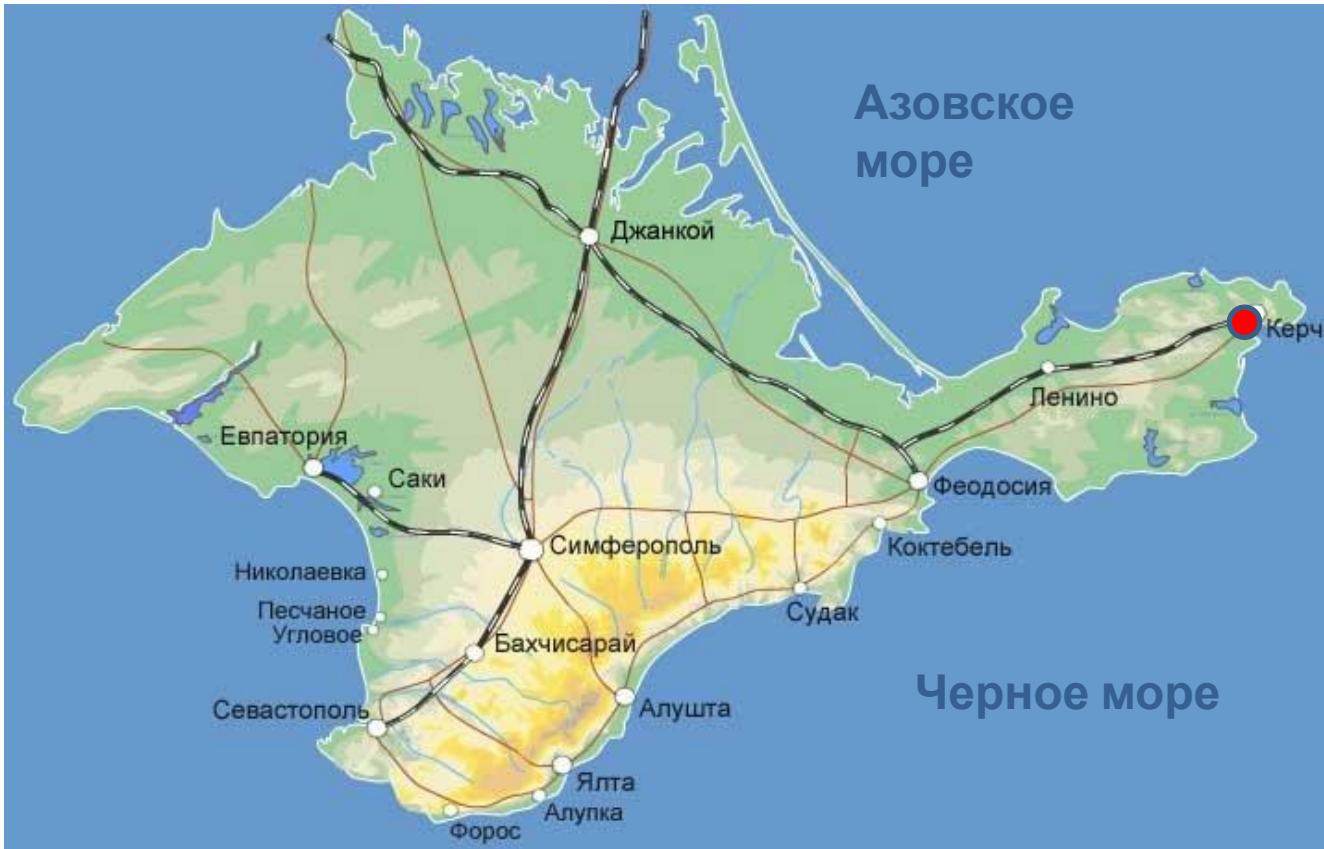 Азовское
море
Джанкой
Керч
Ленино
Евпатория
Саки
Феодосия
Симферополь
Коктебель
Николаевка
Песчаное
Судак
Угловое
Бахчисарай
Севастополь
Алушта
Черное море
Ялта
Алупка
Форос